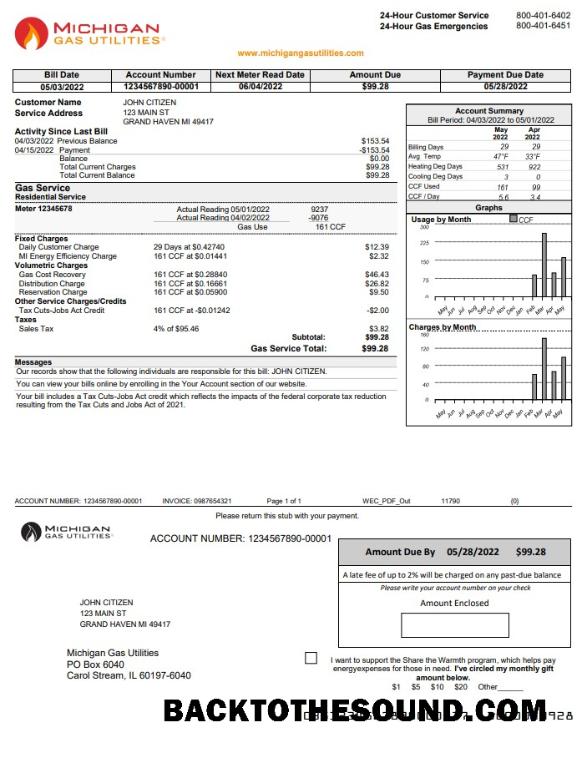 MICHIGAN
GAS UTILITIES
24-Hour Customer Service 800-401-6402
24-Hour Gas Emergencies 800-401-6451
www.michigangasutilities.com
Bill Date Account Number Next Meter Read Date Amount Due Payment Due Date
05/03/2022 1234567890-00001 06/04/2022 $99.28 05/28/2022
Customer Name JOHN CITIZEN
Service Address 123 MAIN ST
GRAND HAVEN MI 49417
Activity Since Last Bill
04/03/2022 Previous Balance $153.54
04/15/2022 Payment -$153.54
Balance $0.00
Total Current Charges $99.28
Total Current Balance $99.28
Gas Service
Residential Service
Meter 12345678 Actual Reading 05/01/2022 9237
Actual Reading 04/02/2022 -9076
Gas Use 161 CCF
Fixed Charges
Daily Customer Charge 29 Days at $0.42740 $12.39
MI Energy Efficiency Charge 161 CCF at $0.01441 $2.32
Volumetric Charges
Gas Cost Recovery 161 CCF at $0.28840 $46.43
Distribution Charge 161 CCF at $0.16661 $26.82
Reservation Charge 161 CCF at $0.05900 $9.50
Other Service Charges/Credits
Tax Cuts-Jobs Act Credit 161 CCF at -$0.01242 -$2.00
Taxes
Sales Tax 4% of $95.46 $3.82
Subtotal: $99.28
Gas Service Total: $99.28
Messages
Our records show that the following individuals are responsible for this bill: JOHN CITIZEN.
You can view your bills online by enrolling in the Your Account section of our website.
Your bill includes a Tax Cuts-Jobs Act credit which reflects the impacts of the federal corporate tax reduction
resulting from the Tax Cuts and Jobs Act of 2021.
Account Summary
Bill Period: 04/03/2022 to 05/01/2022
May 2022 Apr 2022
Billing Days 29 29
Avg. Temp 47°F 33°F
Heating Deg Days 531 922
Cooling Deg Days 3 0
CCF Used 161 99
CCF / Day 5.6 3.4
Graphs
Usage by Month CCF
300
225
150
75
0
May Jun Jul Aug Sep Oct Nov Dec Jan Feb Mar Apr May
Charges by Month
160
120
80
40
0
May Jun Jul Aug Sep Oct Nov Dec Jan Feb Mar Apr May
ACCOUNT NUMBER: 1234567890-00001 INVOICE: 0987654321 Page 1 of 1 WEC_PDF_Out 11790 (0)
Please return this stub with your payment.
MICHIGAN
GAS UTILITIES
ACCOUNT NUMBER: 1234567890-00001
Amount Due By 05/28/2022 $99.28
A late fee of up to 2% will be charged on any past-due balance
Please write your account number on your check
Amount Enclosed
JOHN CITIZEN
123 MAIN ST
GRAND HAVEN MI 49417
Michigan Gas Utilities
PO Box 6040
Carol Stream, IL 60197-6040
I want to support the Share the Warmth program, which helps pay
energyexpenses for those in need. I've circled my monthly gift
amount below.
$1 $5 $10 $20 Other______
BACKTOTHESOUND.COM